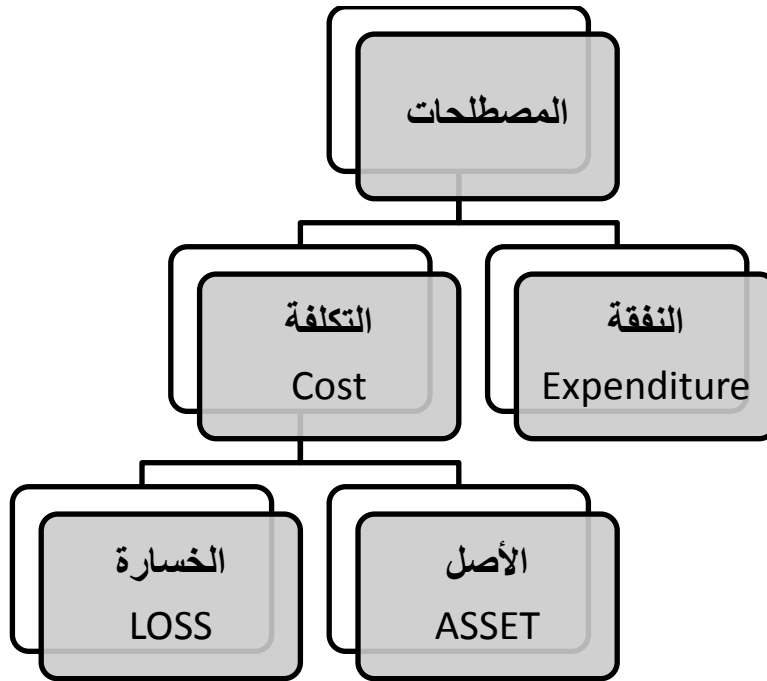 المصطلحات
النفقة
Expenditure
التكلفة
Cost
الأصل
ASSET
الخسارة
LOSS